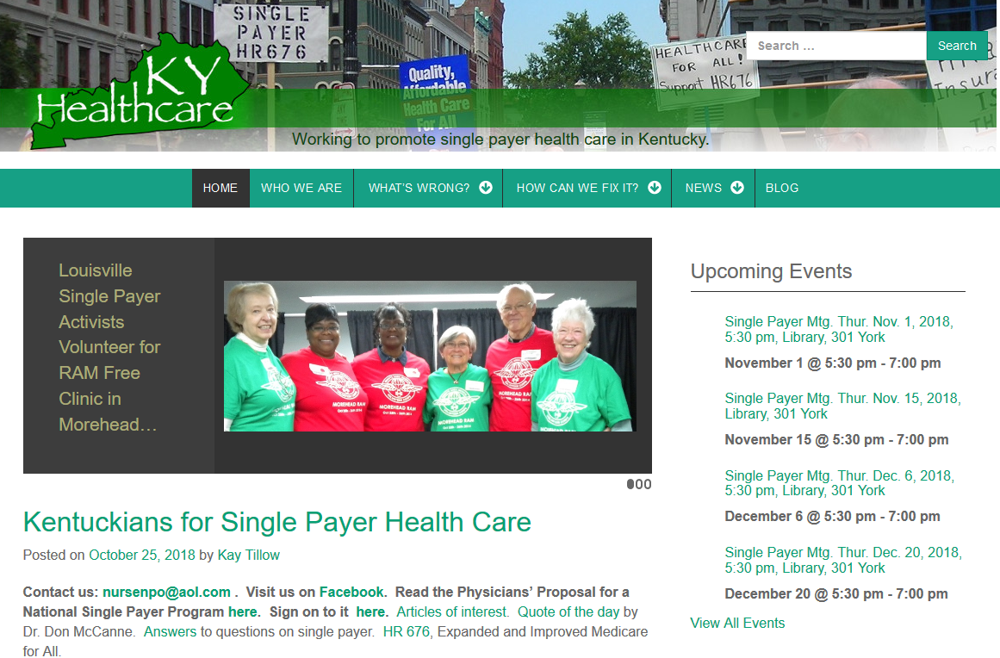 SINGLE
PAYER
HR676
KY
Healthcare
Quality,
Affordable
Health Care
For All
HEALTHCARE
FOR ALL!
Support HR676
Search ...
Search
Insura
IS
Working to promote single payer health care in Kentucky.
HOME
WHO WE ARE
WHAT'S WRONG?
HOW CAN WE FIX IT?
NEWS
BLOG
Louisville
Single Payer
Activists
Volunteer for
RAM Free
Clinic in
Morehead…
MOREHEAD RAM
MOREHEAD RAM
MOREHEAD RAM
MOREHEAD RAM
Upcoming Events
Single Payer Mtg. Thur. Nov. 1, 2018,
5:30 pm, Library, 301 York
November 1 @ 5:30 pm - 7:00 pm
Single Payer Mtg. Thur. Nov. 15, 2018,
Library, 301 York
November 15 @ 5:30 pm - 7:00 pm
Single Payer Mtg. Thur. Dec. 6, 2018,
5:30 pm, Library, 301 York
December 6 @ 5:30 pm - 7:00 pm
Single Payer Mtg. Thur. Dec. 20, 2018,
5:30 pm, Library, 301 York
December 20 @ 5:30 pm - 7:00 pm
View All Events
Kentuckians for Single Payer Health Care
Posted on October 25, 2018 by Kay Tillow
Contact us: nursenpo@aol.com . Visit us on Facebook. Read the Physicians' Proposal for a
National Single Payer Program here. Sign on to it here. Articles of interest. Quote of the day by
Dr. Don McCanne. Answers to questions on single payer. HR 676, Expanded and Improved Medicare
for All.